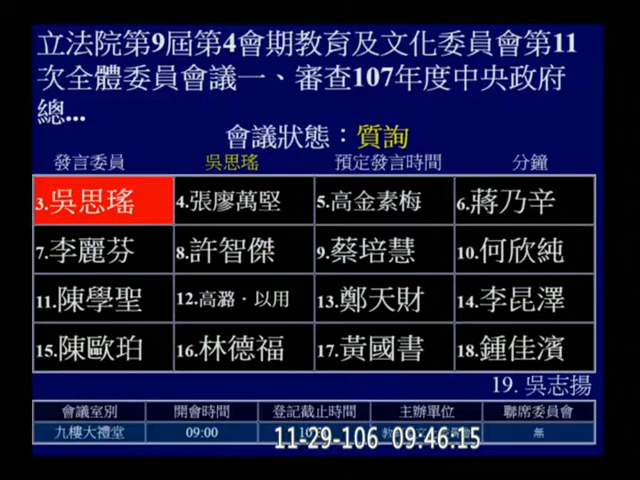 立法院第9屆第4會期教育及文化委員會第11
次全體委員會議一、審查107年度中央政府
總...
會議狀態：質詢
發言委員 吳思瑤 預定發言時間 分鐘
3.吳思瑤 4.張廖萬堅 5.高金素梅 6.蔣乃辛
7.李麗芬 8.許智傑 9.蔡培慧 10.何欣純
11.陳學聖 12.高潞．以用 13.鄭天財 14.李昆澤
15.陳歐珀 16.林德福 17.黃國書 18.鍾佳濱
19. 吳志揚
會議室別 開會時間 登記截止時間 主辦單位 聯席委員會
九樓大禮堂 09:00 無
11-29-106 09:46.15